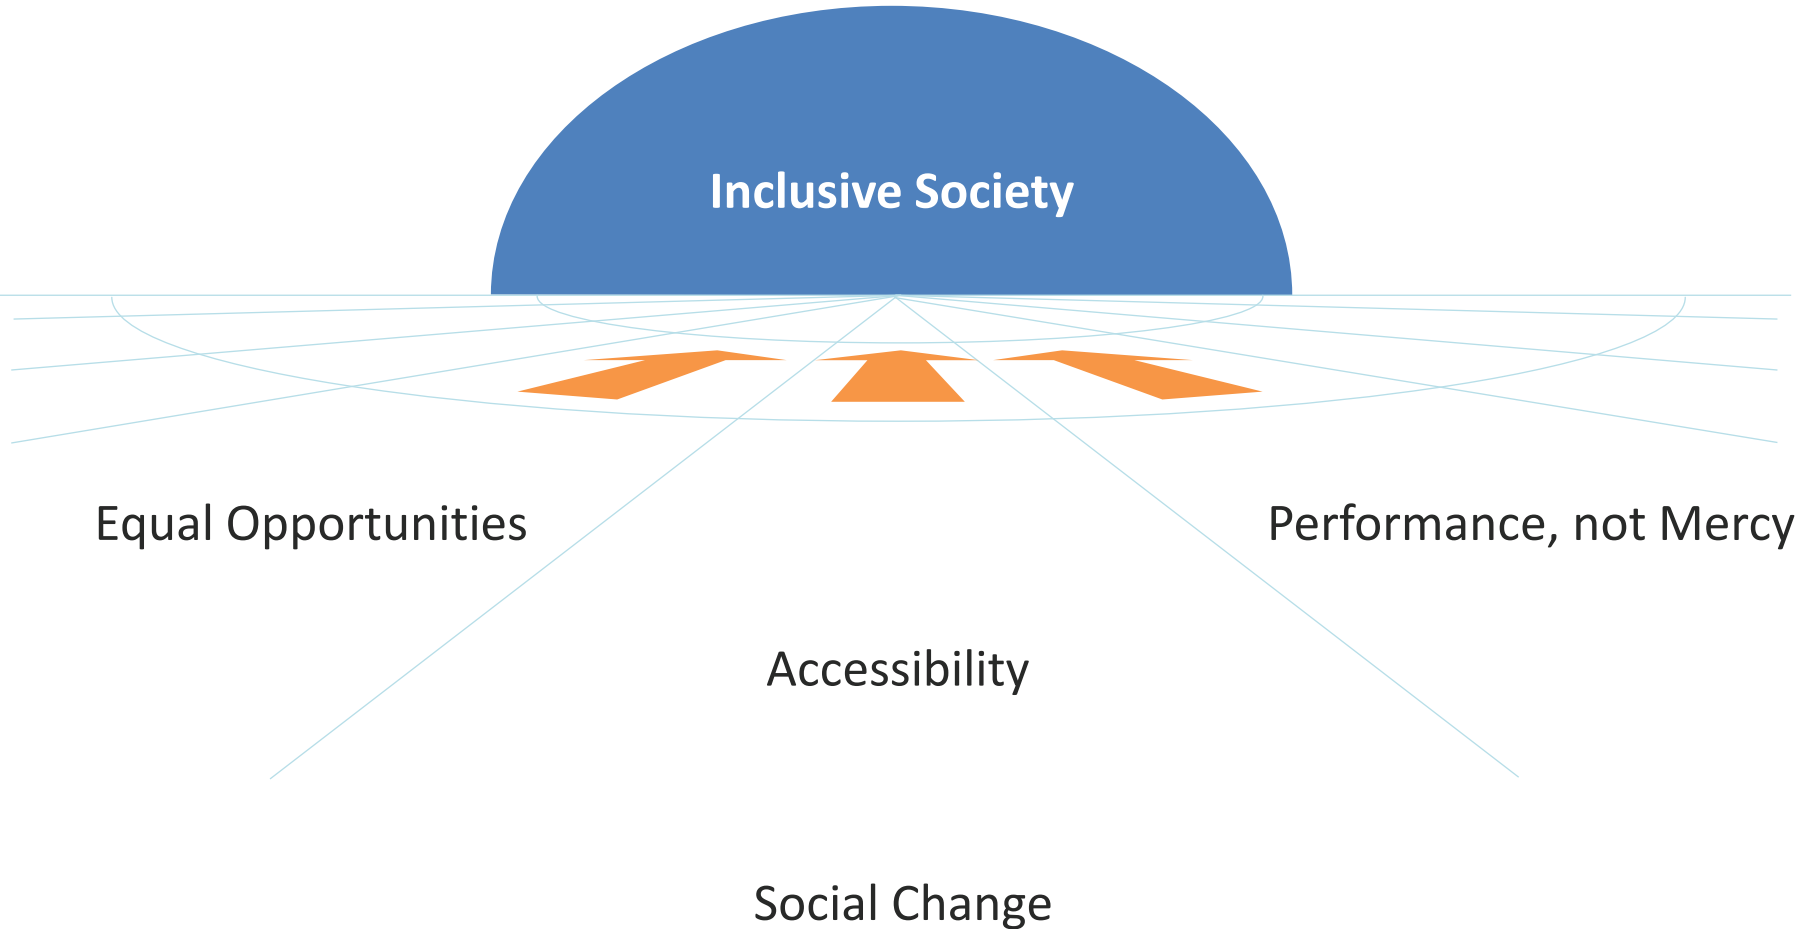 Inclusive Society
Equal Opportunities
Performance, not Mercy
Accessibility
Social Change